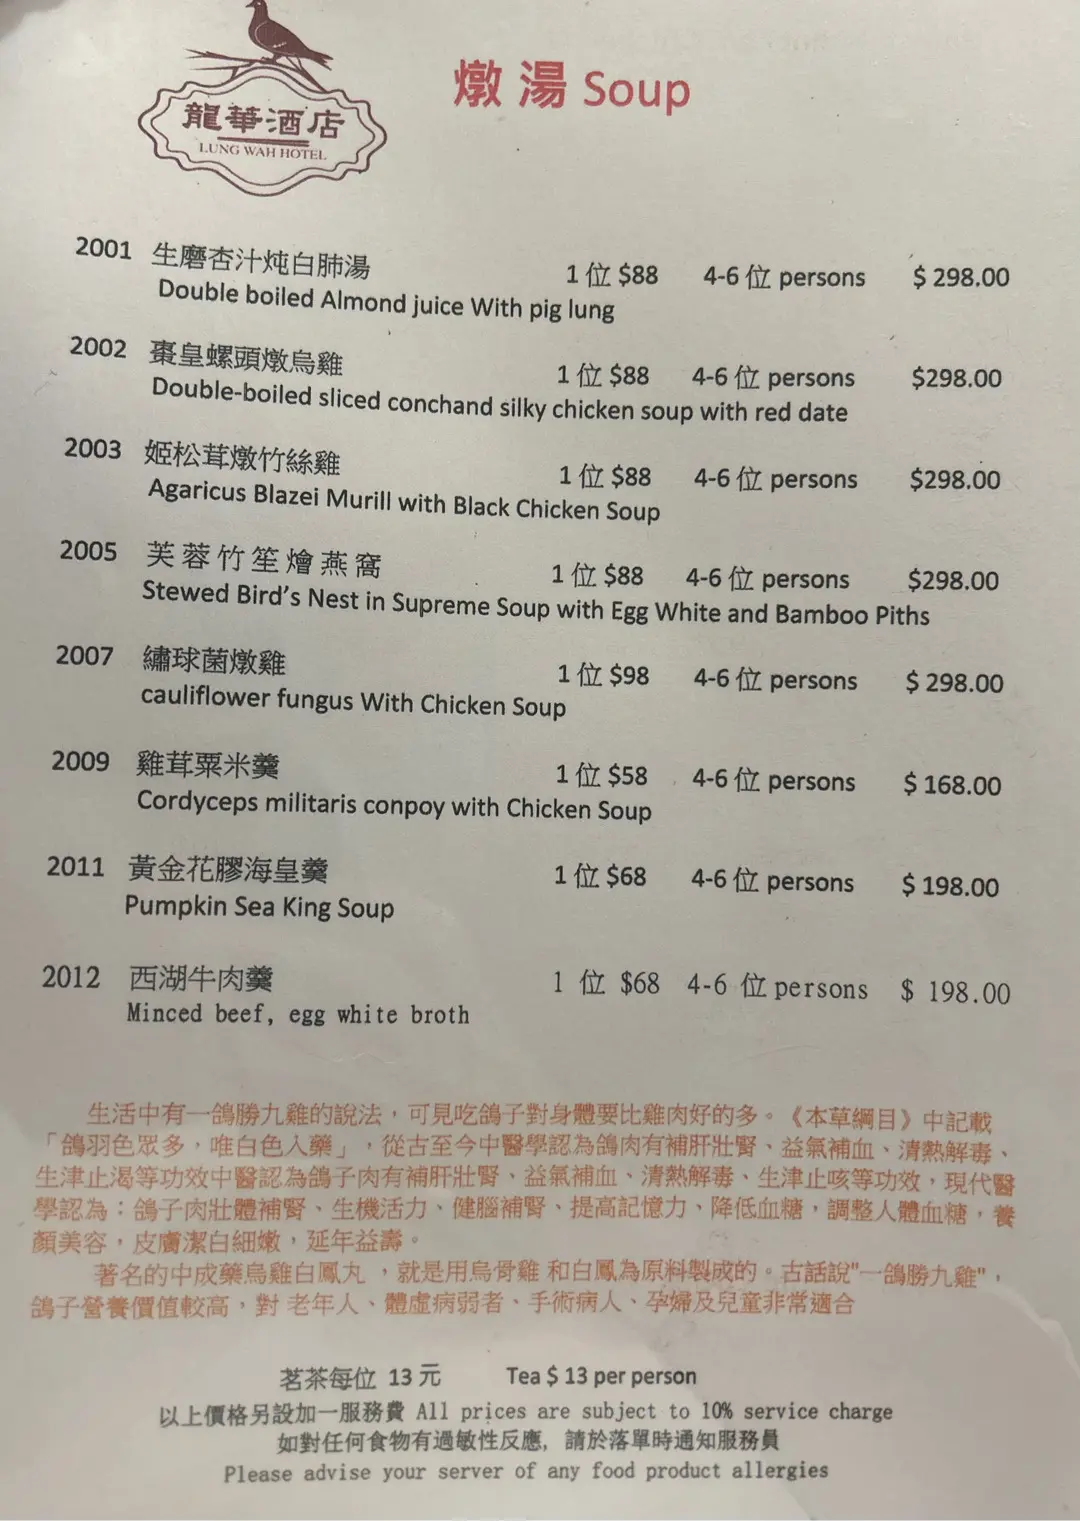 龍華酒店
LUNG WAH HOTEL
燉湯 Soup
2001 生磨杏汁炖白肺湯 1 位 $88 4-6 位 persons $ 298.00
Double boiled Almond juice With pig lung
2002 棗皇螺頭燉烏雞 1 位 $88 4-6 位 persons $298.00
Double-boiled sliced conchand silky chicken soup with red date
2003 姬松茸燉竹絲雞 1 位 $88 4-6 位 persons $298.00
Agaricus Blazei Murill with Black Chicken Soup
2005 芙蓉竹笙燴燕窩 1 位 $88 4-6 位 persons $298.00
Stewed Bird's Nest in Supreme Soup with Egg White and Bamboo Piths
2007 繡球菌燉雞 1 位 $98 4-6 位 persons $ 298.00
cauliflower fungus With Chicken Soup
2009 雞茸粟米羹 1 位 $58 4-6 位 persons $ 168.00
Cordyceps militaris conpoy with Chicken Soup
2011 黃金花膠海皇羹 1 位 $68 4-6 位 persons $ 198.00
Pumpkin Sea King Soup
2012 西湖牛肉羹 1 位 $68 4-6 位 persons $ 198.00
Minced beef, egg white broth
生活中有一鴿勝九雞的說法，可見吃鴿子對身體要比雞肉好的多。《本草綱目》中記載
「鴿羽色眾多，唯白色入藥」，從古至今中醫學認為鴿肉有補肝壯腎、益氣補血、清熱解毒、
生津止渴等功效中醫認為鴿子肉有補肝壯腎、益氣補血、清熱解毒、生津止咳等功效，現代醫
學認為：鴿子肉壯體補腎、生機活力、健腦補腎、提高記憶力、降低血糖，調整人體血糖，養
顏美容，皮膚潔白細嫩，延年益壽。
著名的中成藥烏雞白鳳丸 ，就是用烏骨雞 和白鳳為原料製成的。古話說"一鴿勝九雞"，
鴿子營養價值較高，對 老年人、體虛病弱者、手術病人、孕婦及兒童非常適合
茗茶每位 13 元 Tea $ 13 per person
以上價格另設加一服務費 All prices are subject to 10% service charge
如對任何食物有過敏性反應, 請於落單時通知服務員
Please advise your server of any food product allergies